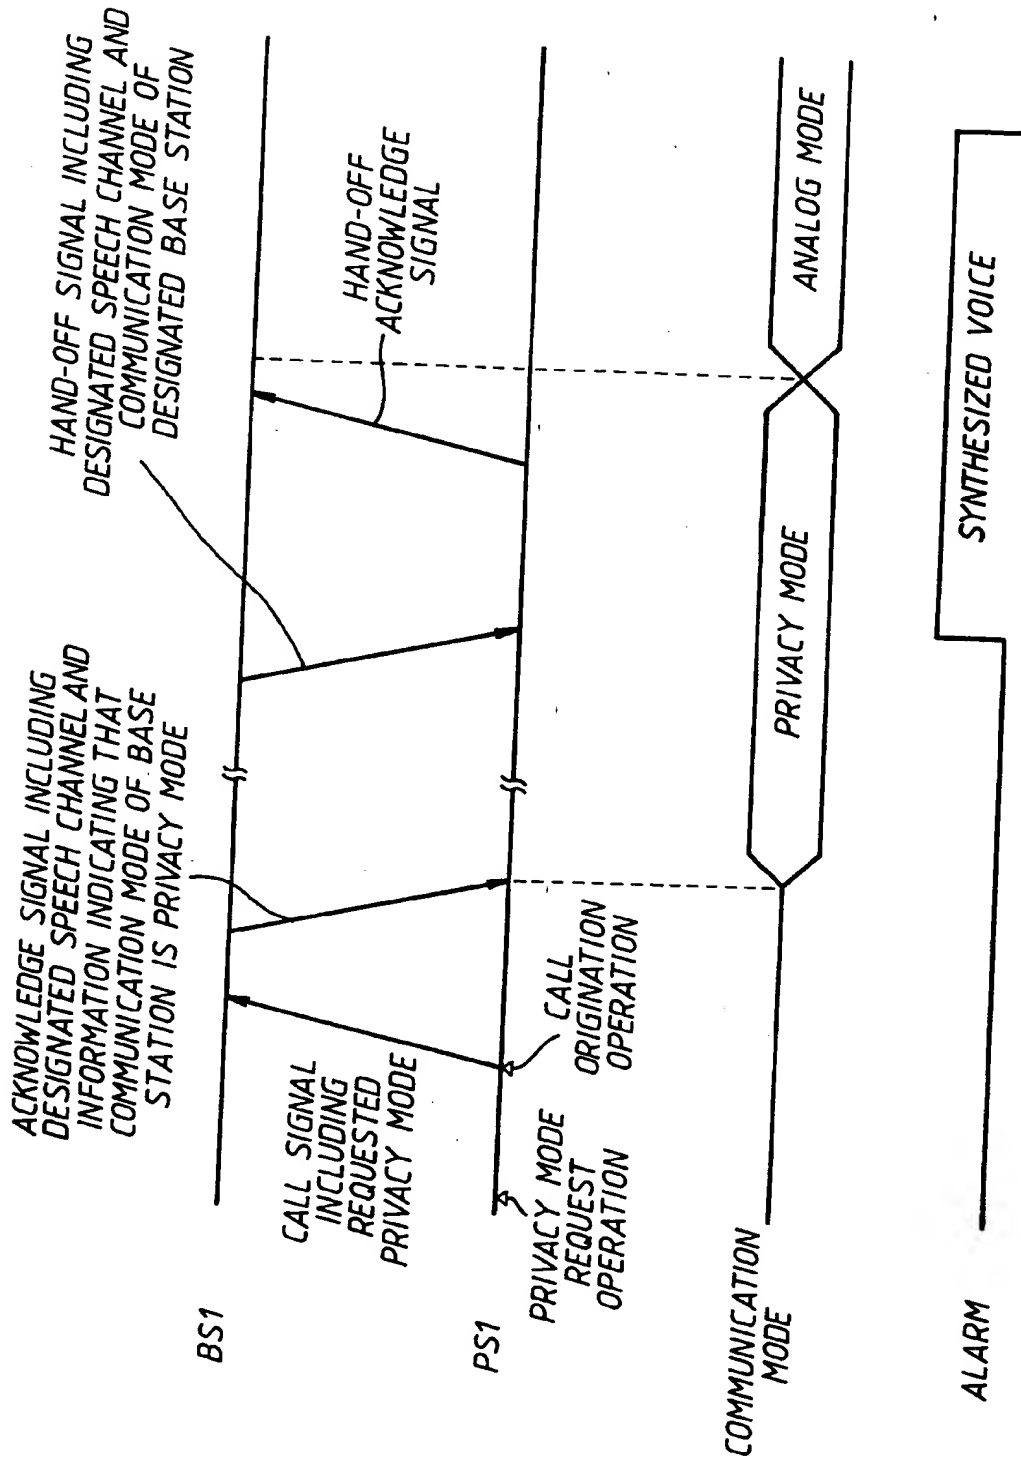 ACKNOWLEDGE SIGNAL INCLUDING
DESIGNATED SPEECH CHANNEL AND
INFORMATION INDICATING THAT
COMMUNICATION MODE OF BASE
STATION IS PRIVACY MODE
HAND-OFF SIGNAL INCLUDING
DESIGNATED SPEECH CHANNEL AND
COMMUNICATION MODE OF
DESIGNATED BASE STATION
BS1
CALL SIGNAL
INCLUDING
REQUESTED
PRIVACY MODE
HAND-OFF
ACKNOWLEDGE
SIGNAL
PS1
PRIVACY MODE
REQUEST
OPERATION
CALL
ORIGINATION
OPERATION
COMMUNICATION
MODE
PRIVACY MODE
ANALOG MODE
ALARM
SYNTHESIZED VOICE